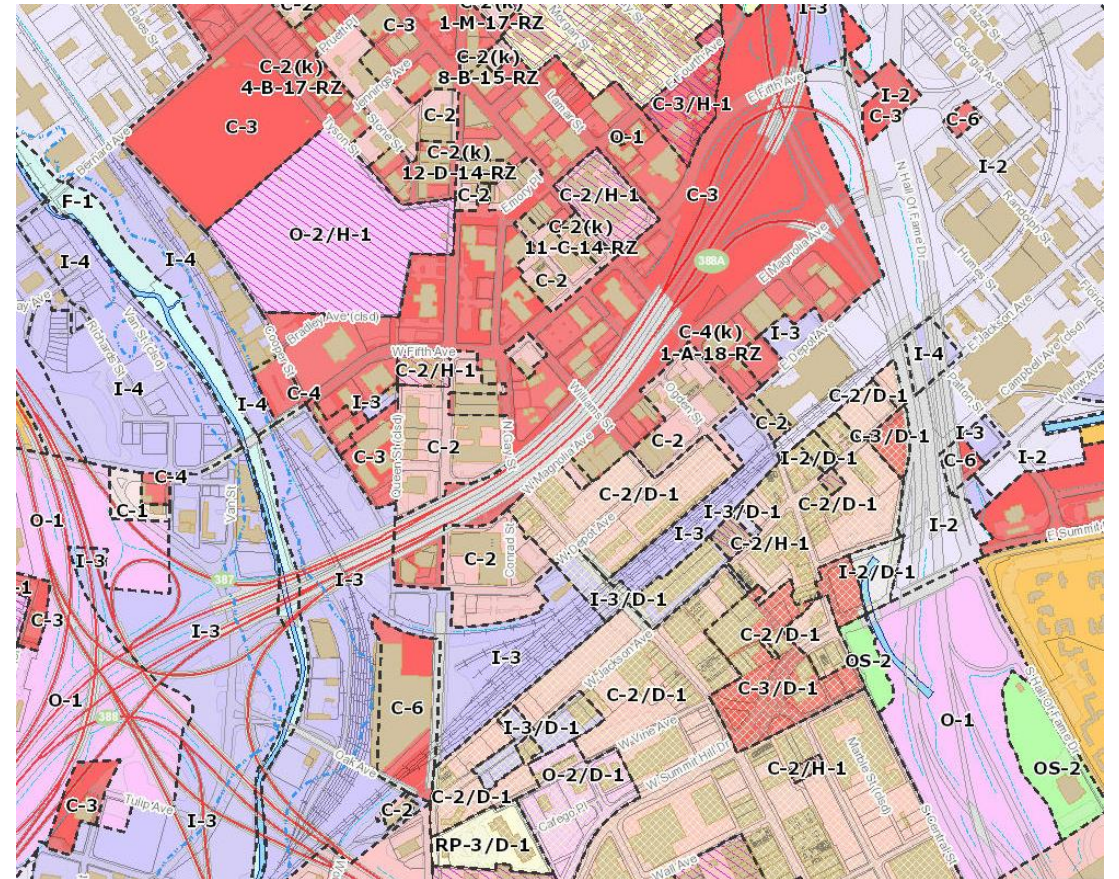 C-2
C-3
C-2(k)
1-M-17-RZ
I-3
C-2(k)
8-B-15-RZ
C-2(k)
4-B-17-RZ
Bernard Ave
Tyson St
Stone St
Jennings Ave
Pruett Pl
Morgan St
Lamar St
E Fourth Ave
E Fifth Ave
Georgia Ave
C-3/H-1
I-2
C-3
C-6
C-3
C-2
O-1
I-2
C-2(k)
12-D-14-RZ
C-2
Emory Pl
C-2/H-1
C-3
N Hall Of Fame Dr
Randolph St
F-1
O-2/H-1
C-2(k)
11-C-14-RZ
C-2
388A
E Magnolia Ave
Humes St
I-4
I-4
Richards St
Van St (clsd)
Cooper St
Bradley Ave (clsd)
W Fifth Ave
C-4(k)
1-A-18-RZ
I-3
E Depot Ave
E Jackson Ave
Campbell Ave (clsd)
Willow Ave
I-4
Patton St
C-2/H-1
I-4
I-4
C-4
I-3
C-3
Queen St (clsd)
C-2
N Gay St
Williams St
W Magnolia Ave
Ogden St
C-2
C-2
C-2/D-1
C-3/D-1
I-2/D-1
I-3
C-6
I-2
C-4
C-1
Van St
C-2/D-1
I-3/D-1
C-2/D-1
I-3
C-2/H-1
I-2
E Summit
O-1
I-3
387
I-3
C-2
Conrad St
W Depot Ave
I-3/D-1
I-2/D-1
C-3
I-3
C-2/D-1
OS-2
I-3
W Jackson Ave
C-2/D-1
C-3/D-1
O-1
O-1
388
C-6
I-3/D-1
W Vine Ave
W Summit Hill Dr
Marble St (clsd)
S Hall Of Fame Dr
Oak Ave
O-2/D-1
C-2/H-1
OS-2
C-3
Tulip Ave
I-3
C-2
C-2/D-1
Cafego Pl
S Central St
RP-3/D-1
Wall Ave